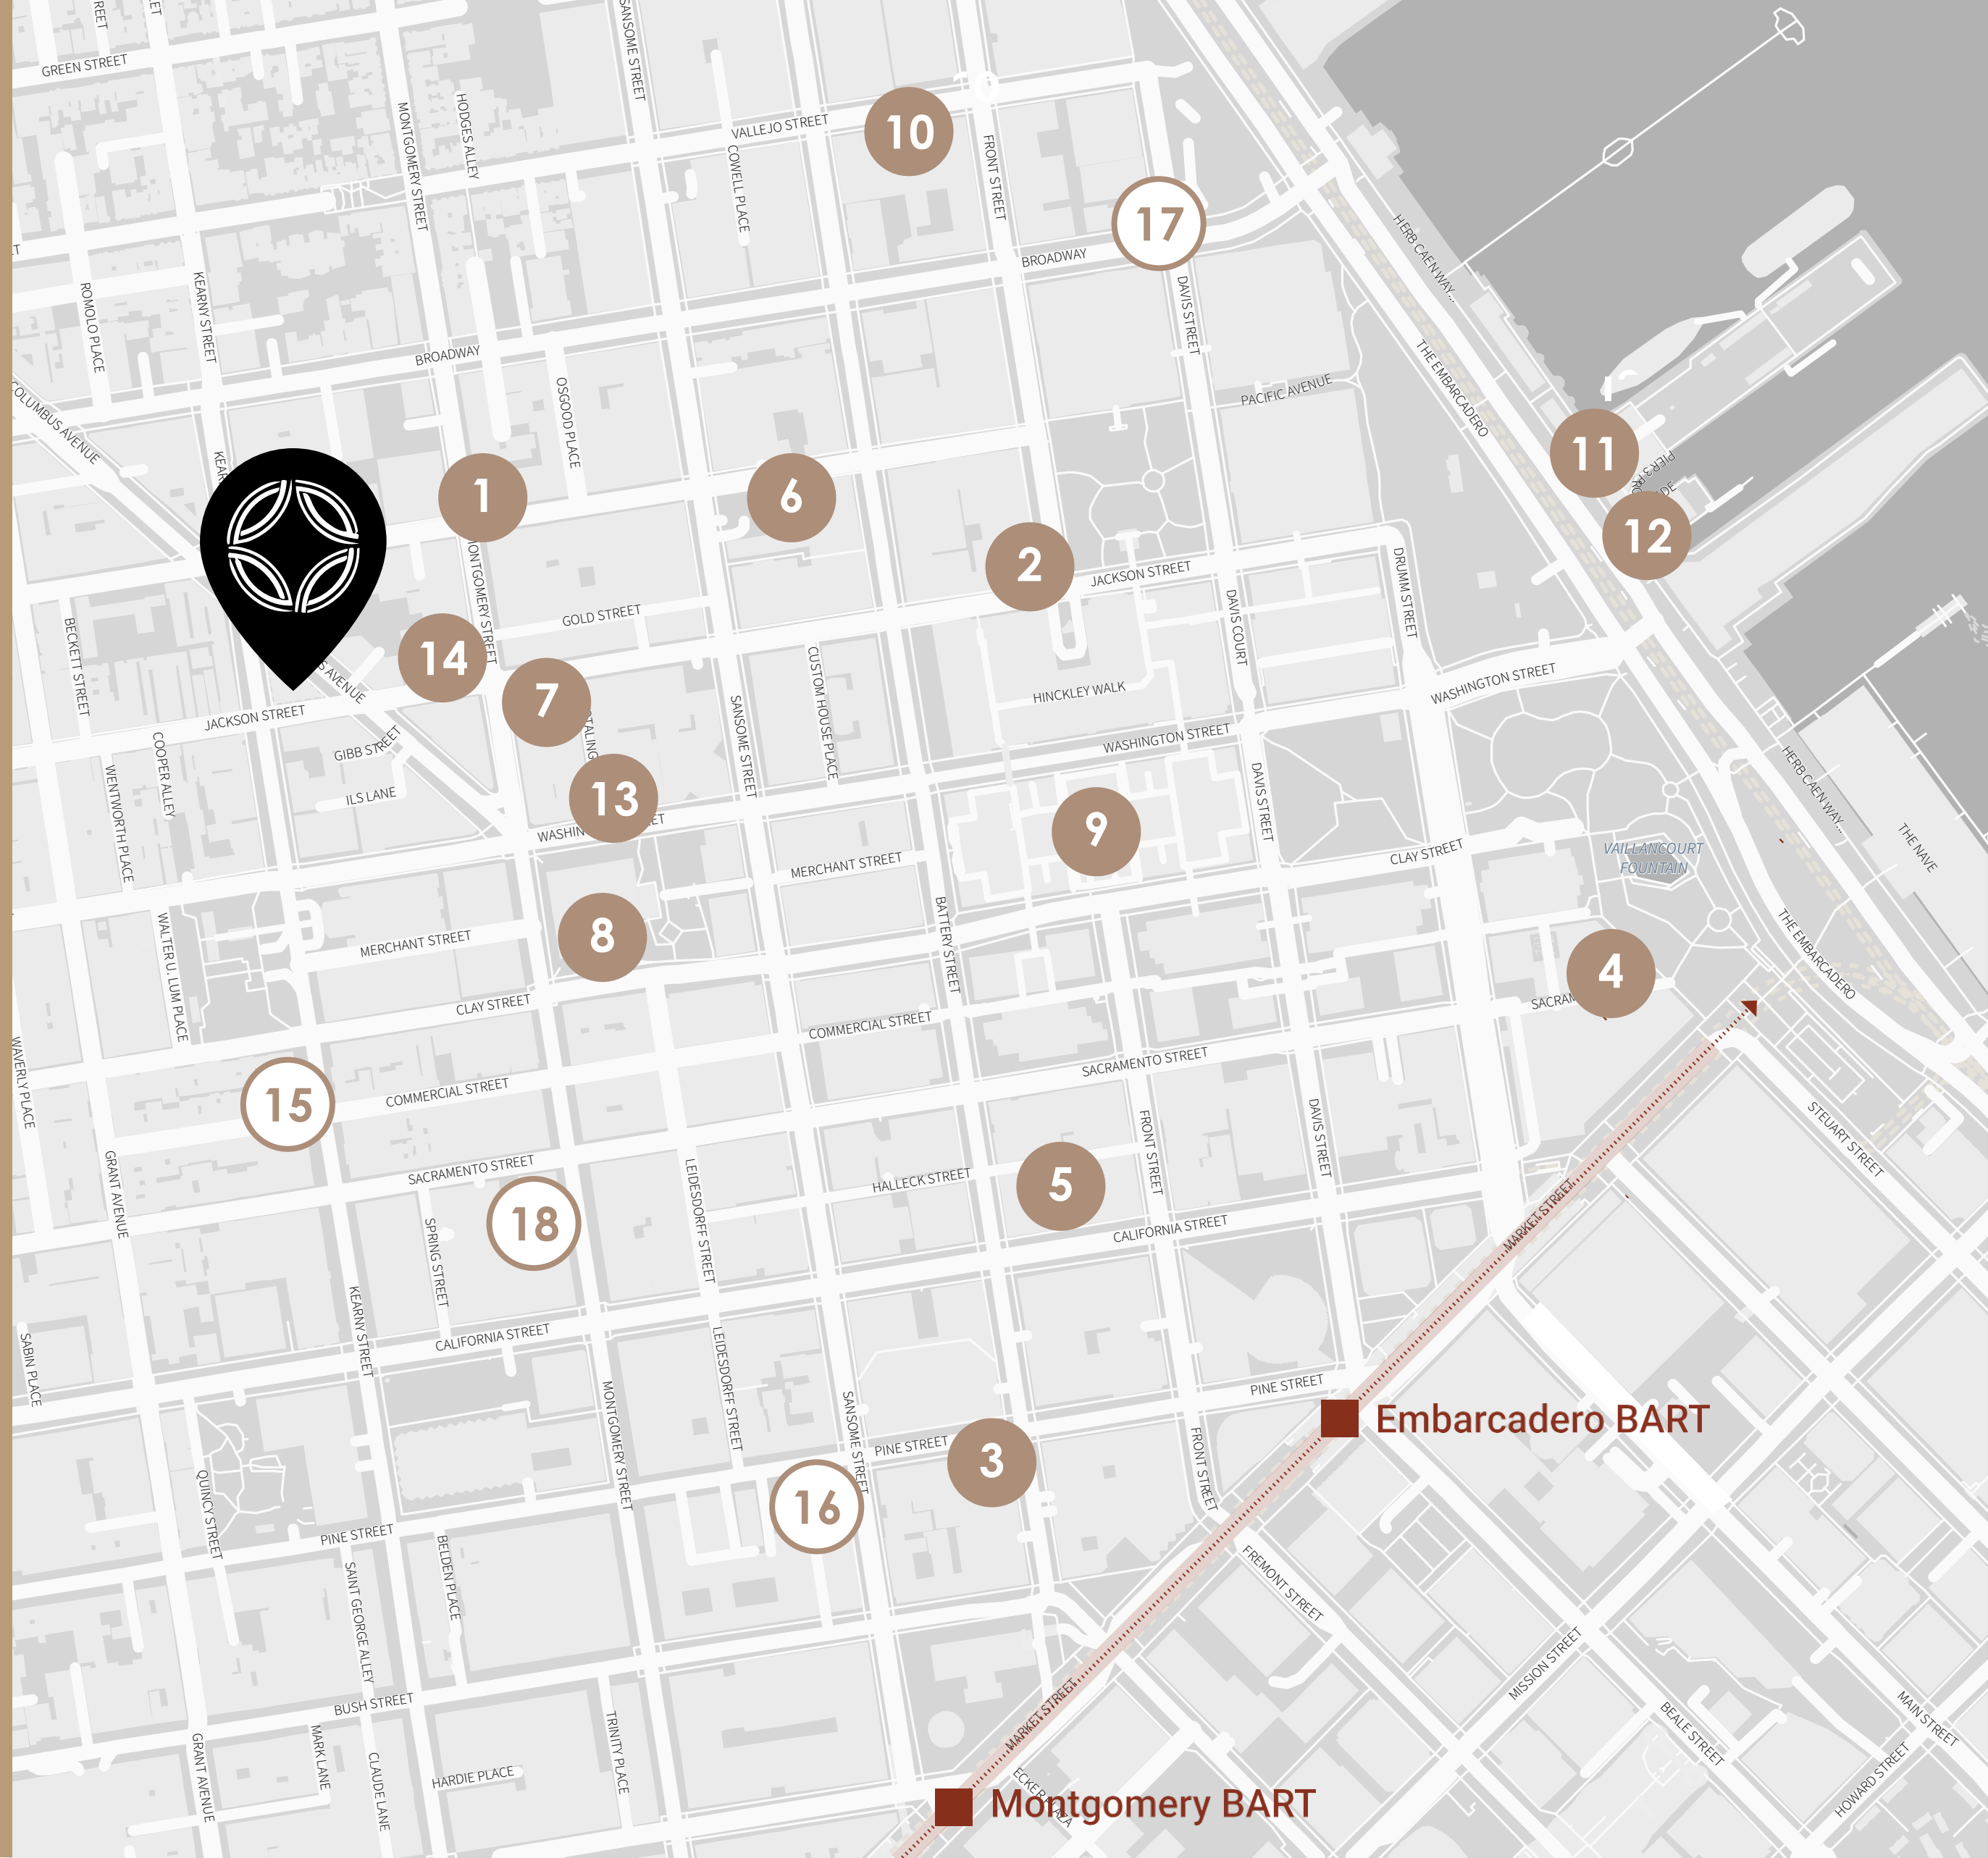 GREEN STREET
SANSOME STREET
HODGES ALLEY
MONTGOMERY STREET
VALLEJO STREET
COWELL PLACE
10
FRONT STREET
17
BROADWAY
HERB CAEN WAY...
DAVIS STREET
KEARNY STREET
ROMOLO PLACE
BROADWAY
OSGOOD PLACE
PACIFIC AVENUE
THE EMBARCADERO
COLUMBUS AVENUE
11
PIER 3
12
1
6
2
JACKSON STREET
DRUMM STREET
MONTGOMERY STREET
GOLD STREET
DAVIS COURT
BECKETT STREET
14
7
CUSTOM HOUSE PLACE
HINCKLEY WALK
WASHINGTON STREET
S AVENUE
JACKSON STREET
GIBB STREET
COOPER ALLEY
SANSOME STREET
WASHINGTON STREET
HERB CAEN WAY...
WENTWORTH PLACE
ILS LANE
13
DAVIS STREET
9
CLAY STREET
VAILLANCOURT
FOUNTAIN
THE NAVE
MERCHANT STREET
8
BATTERY STREET
WALTER U. LUM PLACE
MERCHANT STREET
THE EMBARCADERO
4
CLAY STREET
COMMERCIAL STREET
WAVERLY PLACE
SACRAMENTO STREET
15
COMMERCIAL STREET
FRONT STREET
DAVIS STREET
STEUART STREET
GRANT AVENUE
SACRAMENTO STREET
LEIDESDORFF STREET
HALLECK STREET
5
MARKET STREET
18
SPRING STREET
CALIFORNIA STREET
KEARNY STREET
CALIFORNIA STREET
SABIN PLACE
LEIDESDORFF STREET
PINE STREET
MONTGOMERY STREET
SANSOME STREET
Embarcadero BART
PINE STREET
3
FRONT STREET
QUINCY STREET
16
PINE STREET
BELDEN PLACE
SAINT GEORGE ALLEY
FREMONT STREET
MISSION STREET
MARKET STREET
BUSH STREET
BEALE STREET
MAIN STREET
GRANT AVENUE
MARK LANE
CLAUDE LANE
TRINITY PLACE
HARDIE PLACE
HOWARD STREET
ECKER PLAZA
Montgomery BART